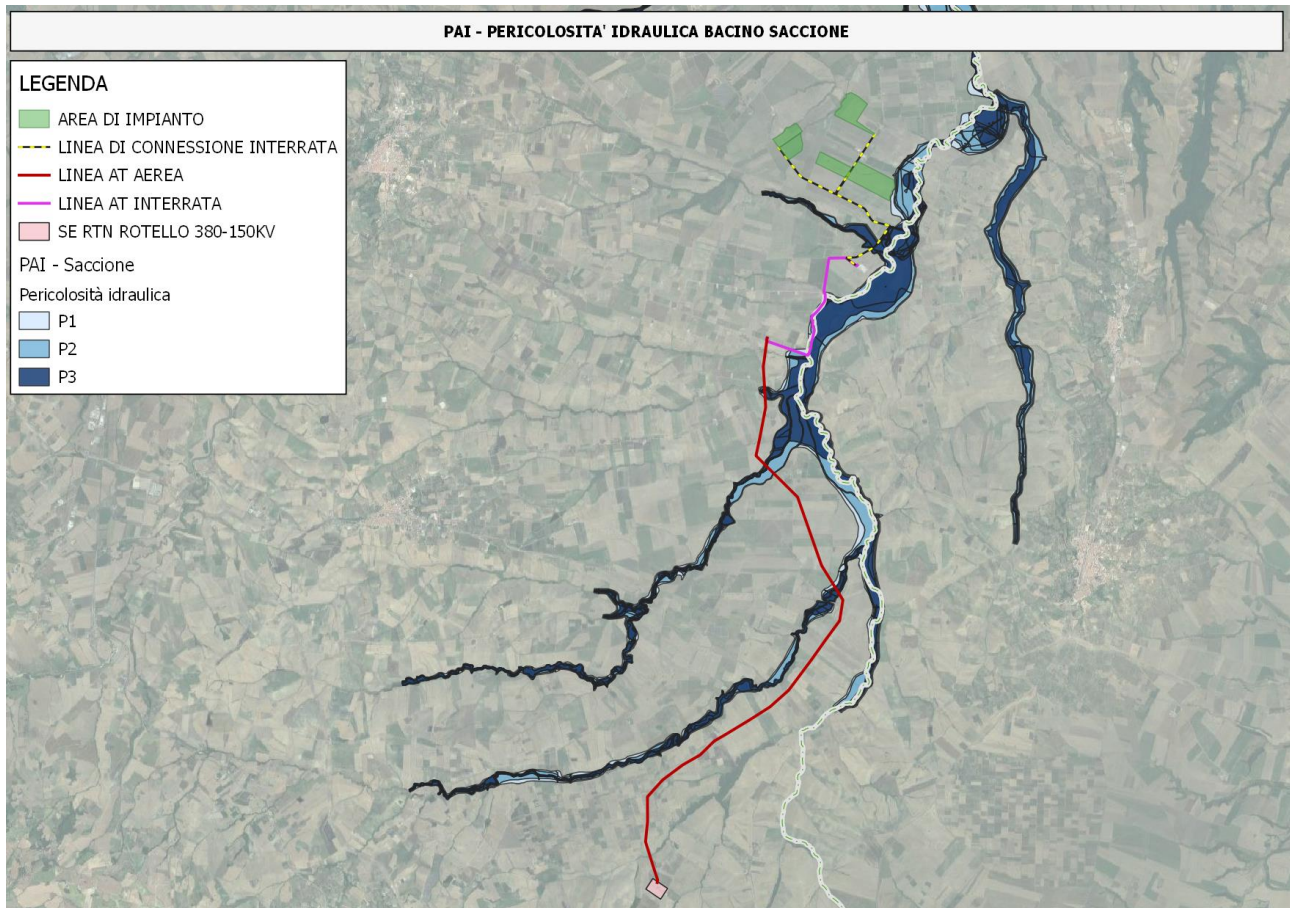 PAI - PERICOLOSITA' IDRAULICA BACINO SACCIONE
LEGENDA
AREA DI IMPIANTO
LINEA DI CONNESSIONE INTERRATA
LINEA AT AEREA
LINEA AT INTERRATA
SE RTN ROTELLO 380-150KV
PAI - Saccione
Pericolosità idraulica
P1
P2
P3